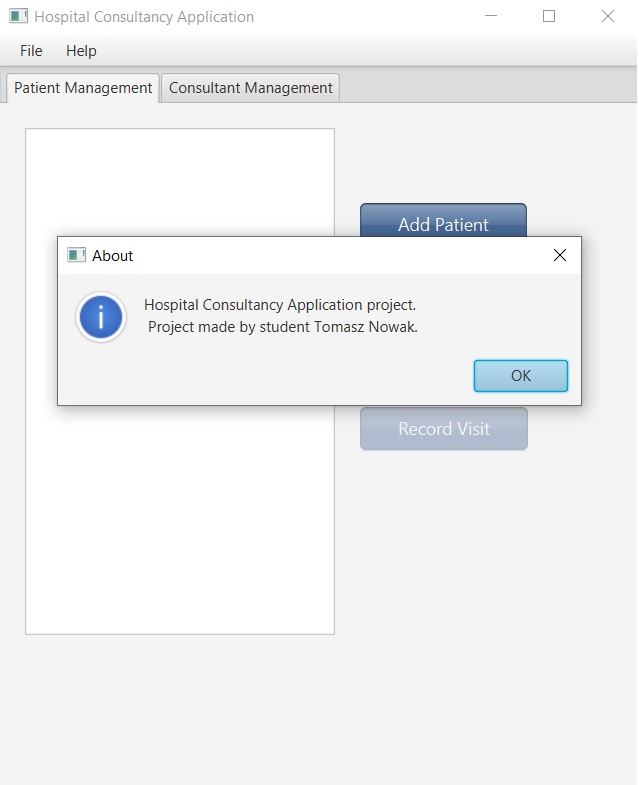 Hospital Consultancy Application
File Help
Patient Management Consultant Management
Add Patient
About
Hospital Consultancy Application project.
Project made by student Tomasz Nowak.
OK
Record Visit